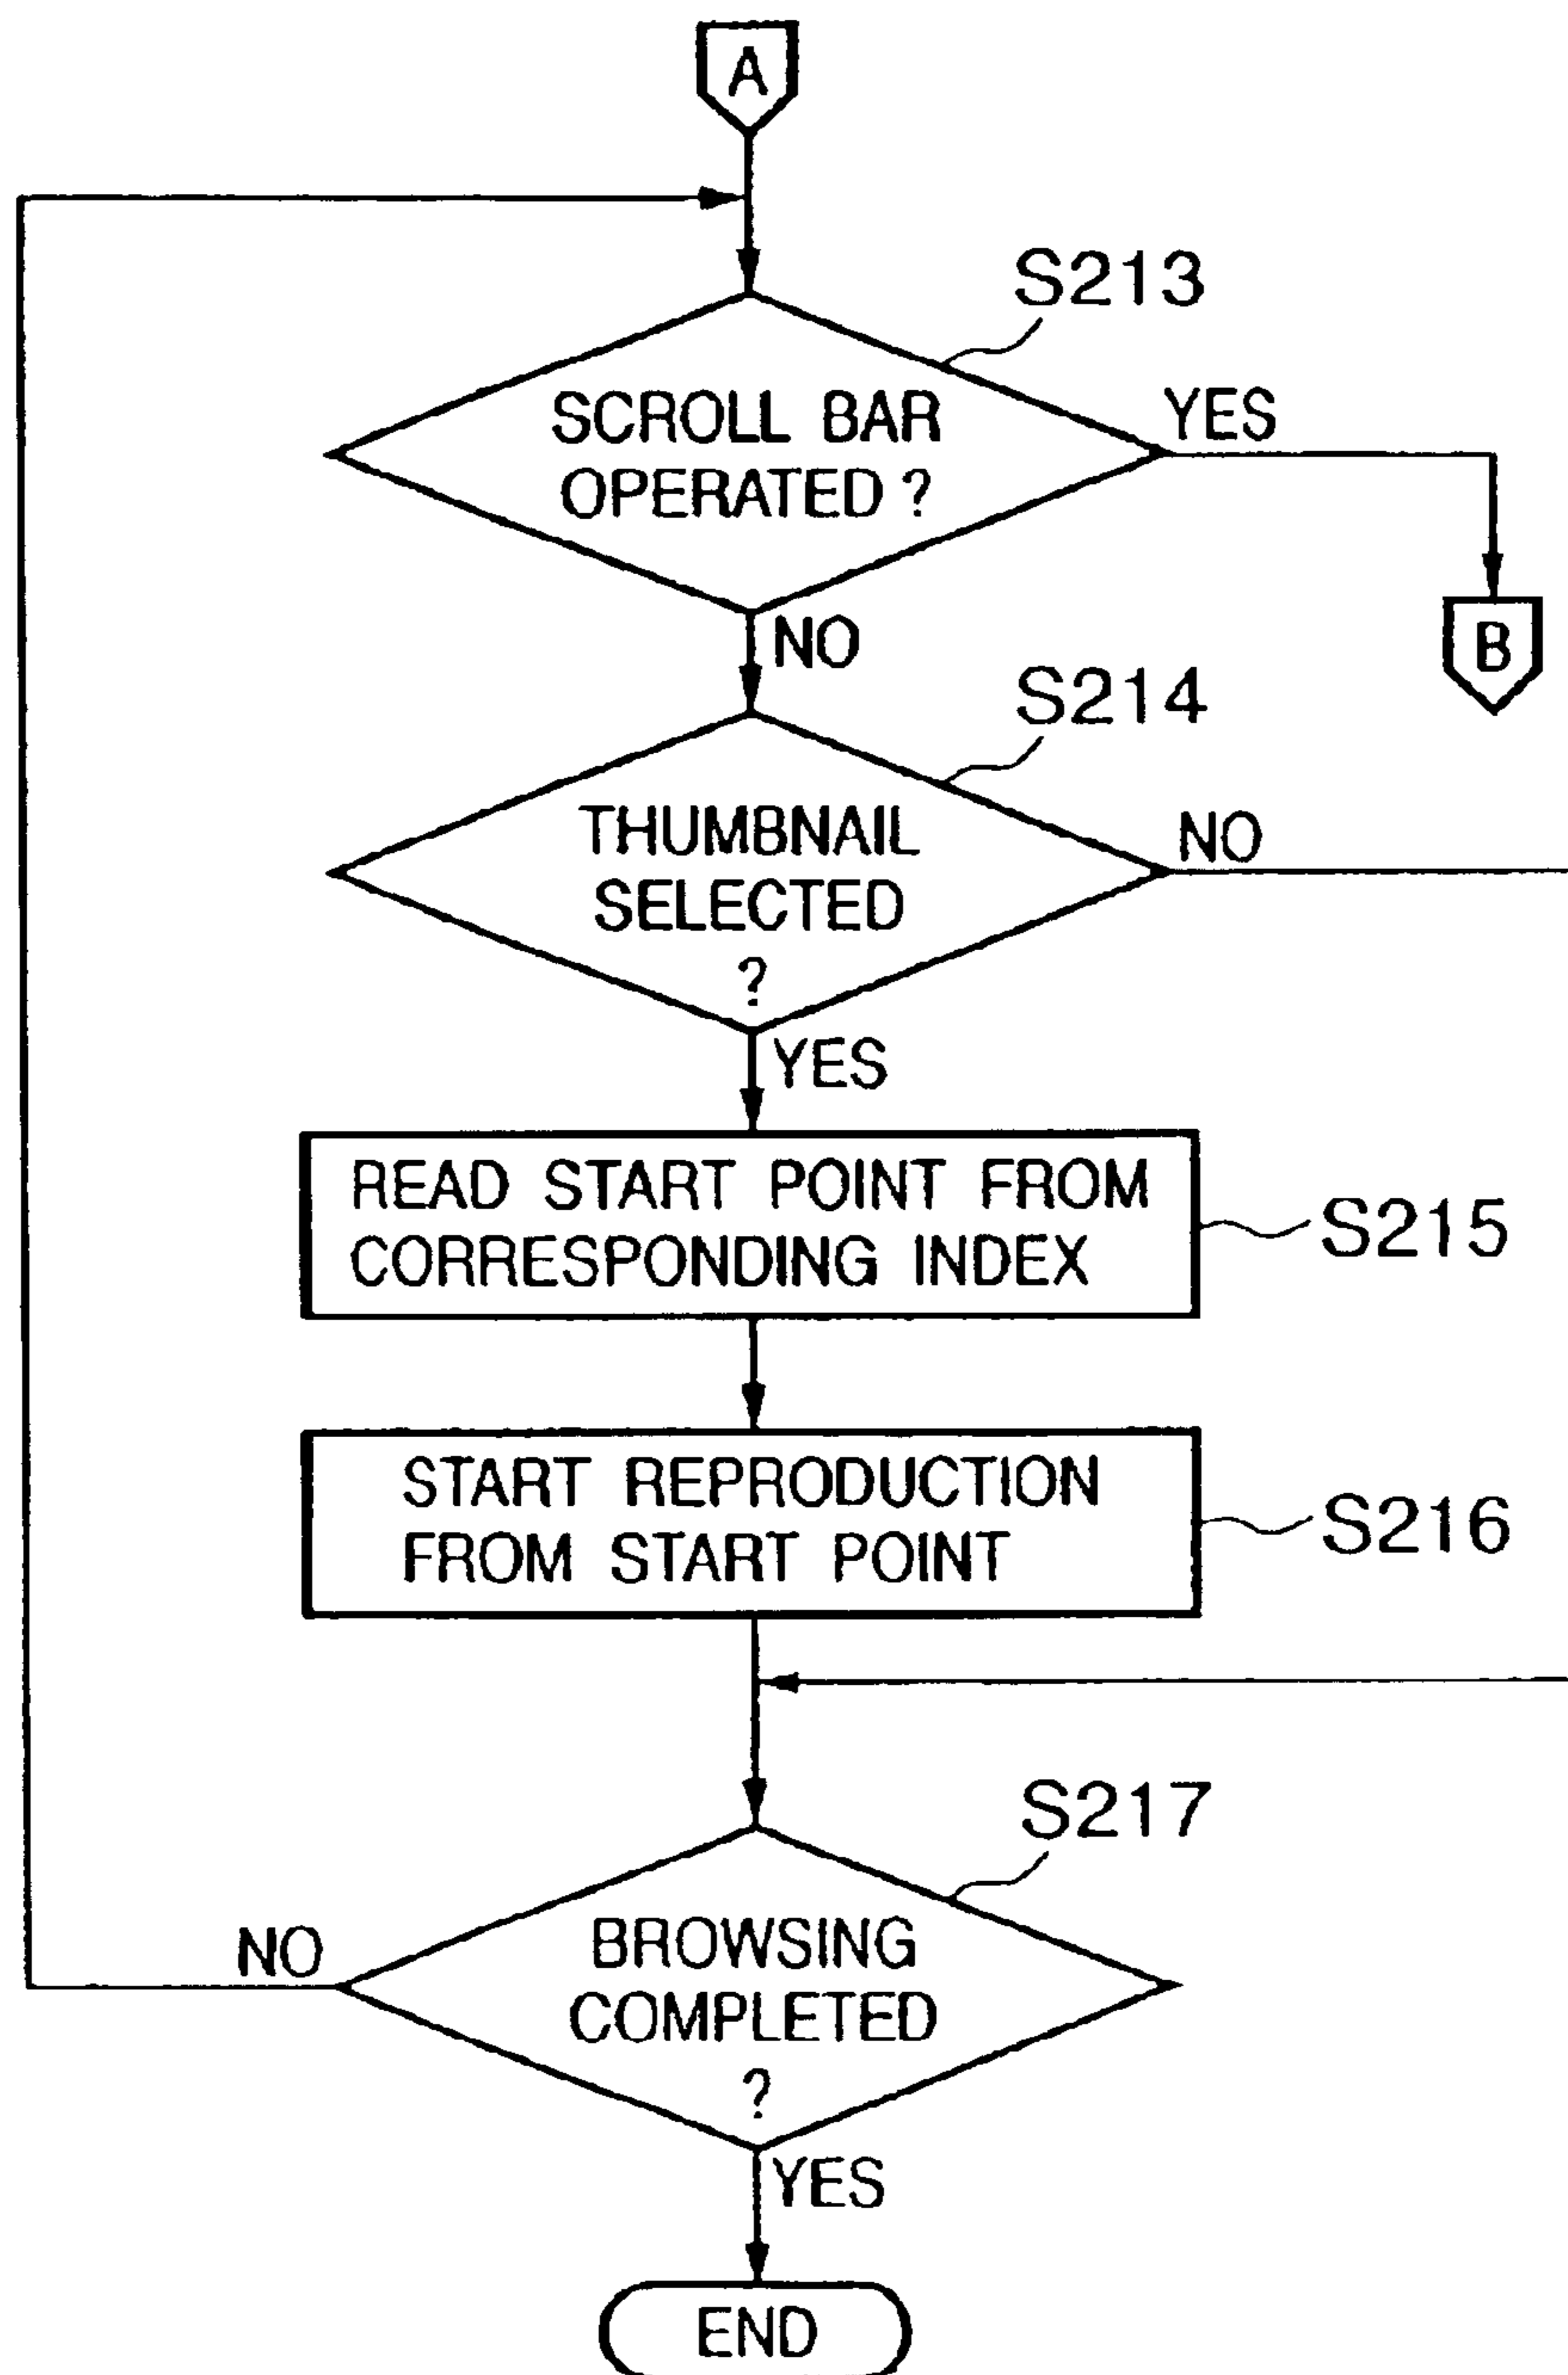 A
S213
SCROLL BAR
OPERATED ?
YES
NO
B
S214
THUMBNAIL
SELECTED
?
NO
YES
READ START POINT FROM
CORRESPONDING INDEX
S215
START REPRODUCTION
FROM START POINT
S216
S217
BROWSING
COMPLETED
?
NO
YES
END